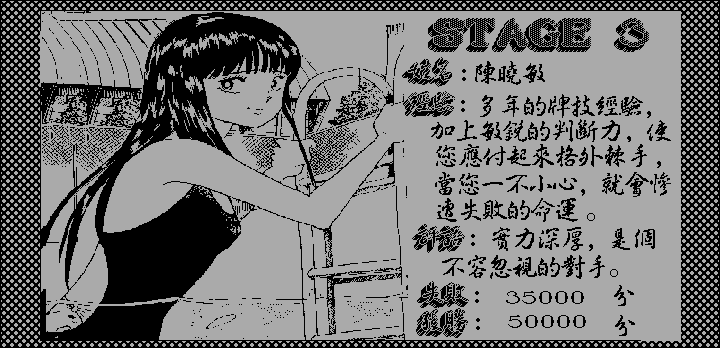 STAGE 3
姓名：陳曉敏
經驗：多年的牌技經驗，
加上敏銳的判斷力，使
您應付起來格外棘手，
當您一不小心，就會慘
遭失敗的命運。
評語：實力深厚，是個
不容忽視的對手。
失敗： 35000 分
獲勝： 50000 分